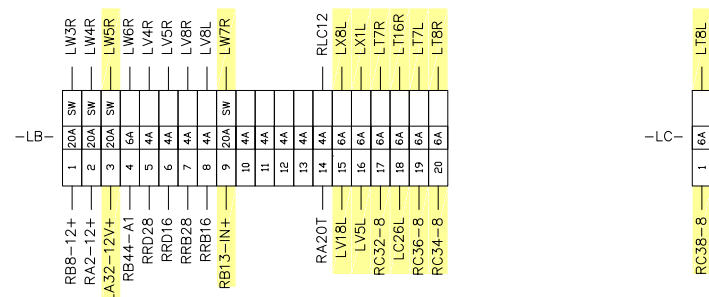 LW3R LW4R LW5R LW6R LV4R LV5R LV8R LV8L LW7R RLC12 LX8L LX1L LT7R LT16R LT7L LT8R LT8L
SW SW SW SW
-LB- 20A 20A 20A 6A 4A 4A 4A 4A 20A 4A 4A 4A 4A 4A 6A 6A 6A 6A 6A 6A -LC- 6A
1 2 3 4 5 6 7 8 9 10 11 12 13 14 15 16 17 18 19 20 1
RB8-12+ RA2-12+ LA32-12V+ RB44-A1 RRD28 RRD16 RRB28 RRB16 RB13-IN+ RA20T LV18L LV5L RC32-8 LC26L RC36-8 RC34-8 RC38-8